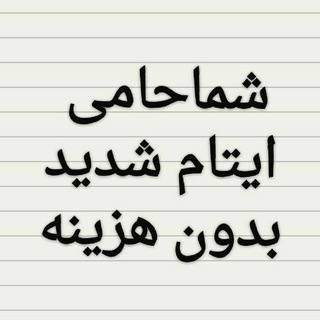 شماحامی
ایتام شدید
بدون هزینه